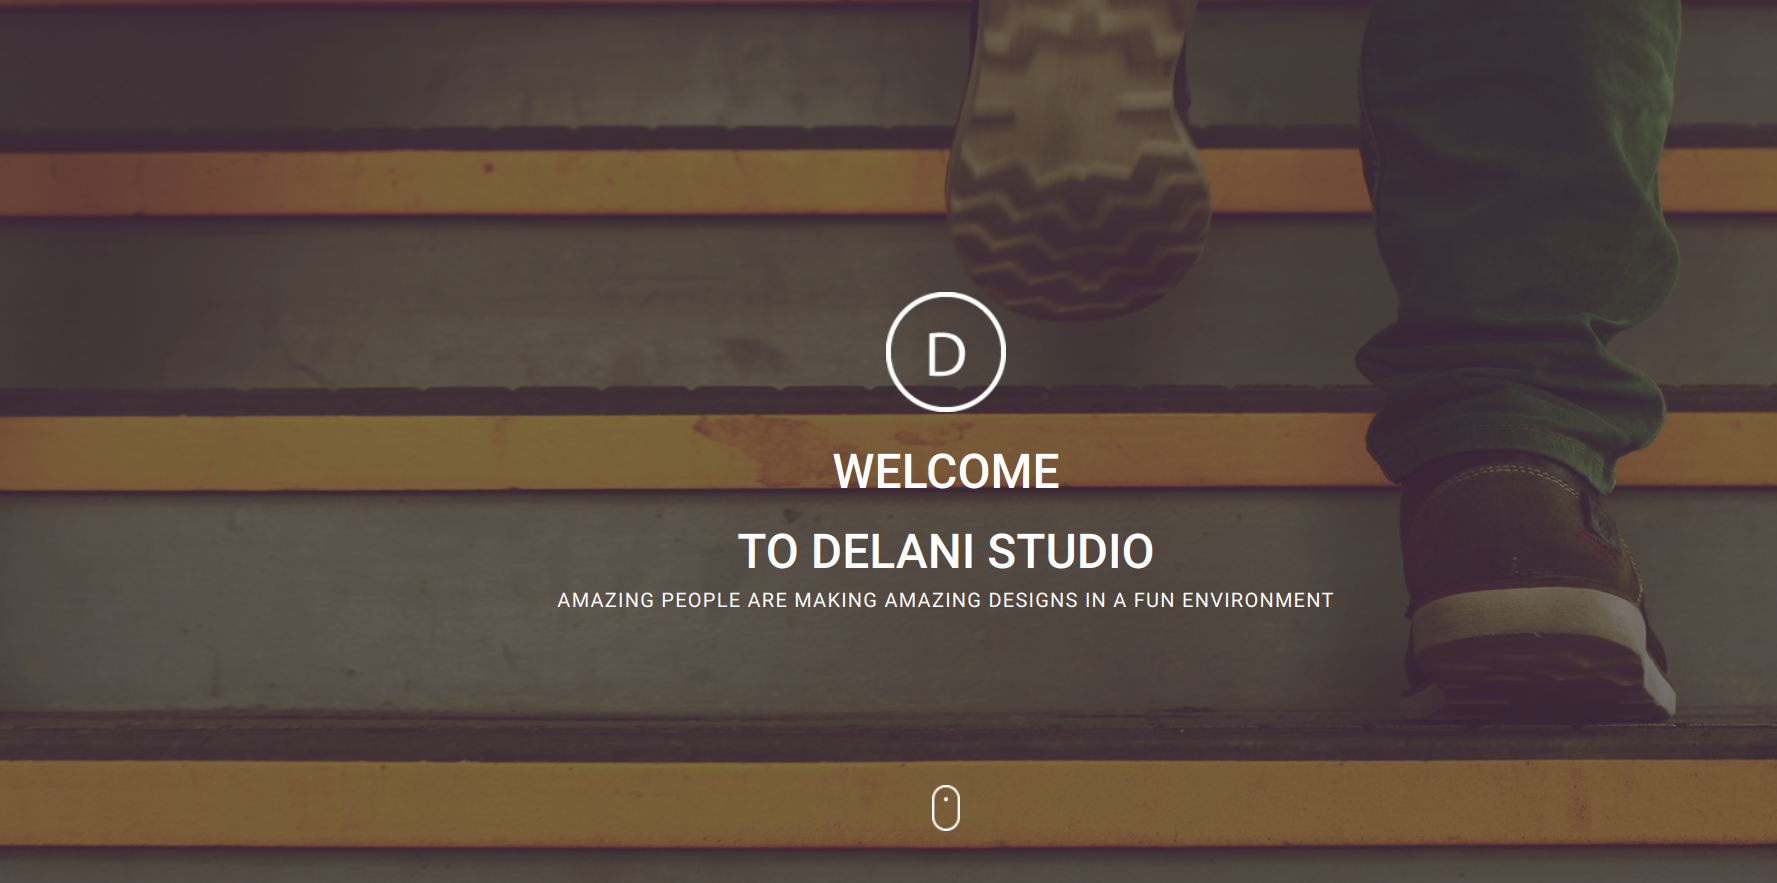 D
WELCOME
TO DELANI STUDIO
AMAZING PEOPLE ARE MAKING AMAZING DESIGNS IN A FUN ENVIRONMENT